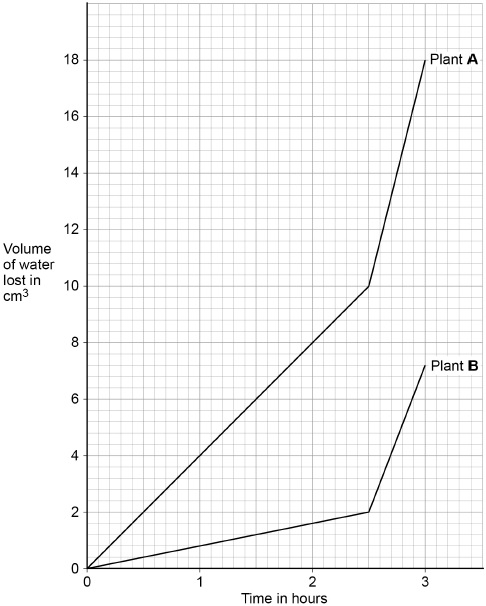 18
Plant A
16
14
12
Volume
of water
lost in
cm³
10
8
Plant B
6
4
2
0
0 1 2 3
Time in hours